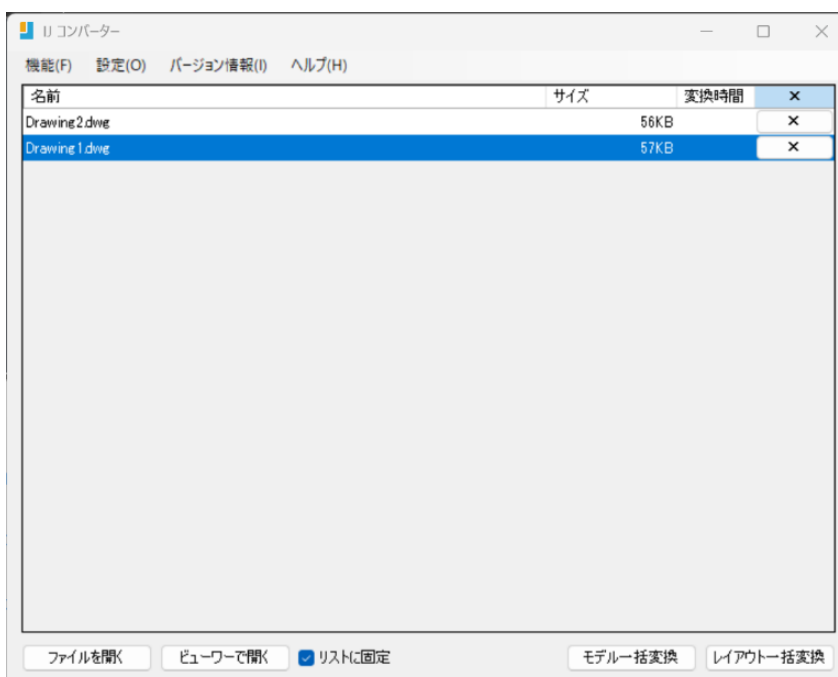 IJ コンバーター
機能(F) 設定(O) バージョン情報(I) ヘルプ(H)
名前 サイズ 変換時間 ×
Drawing2.dwg 56KB ×
Drawing1.dwg 57KB ×
ファイルを開く ビューワーで開く リストに固定 モデル一括変換 レイアウト一括変換